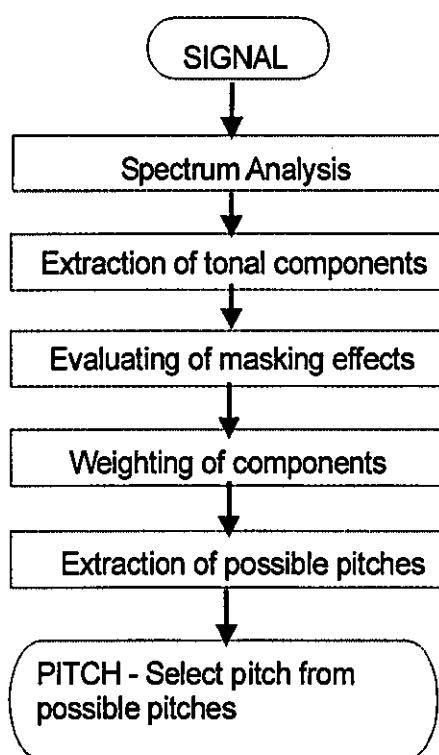 SIGNAL
Spectrum Analysis
Extraction of tonal components
Evaluating of masking effects
Weighting of components
Extraction of possible pitches
PITCH - Select pitch from
possible pitches